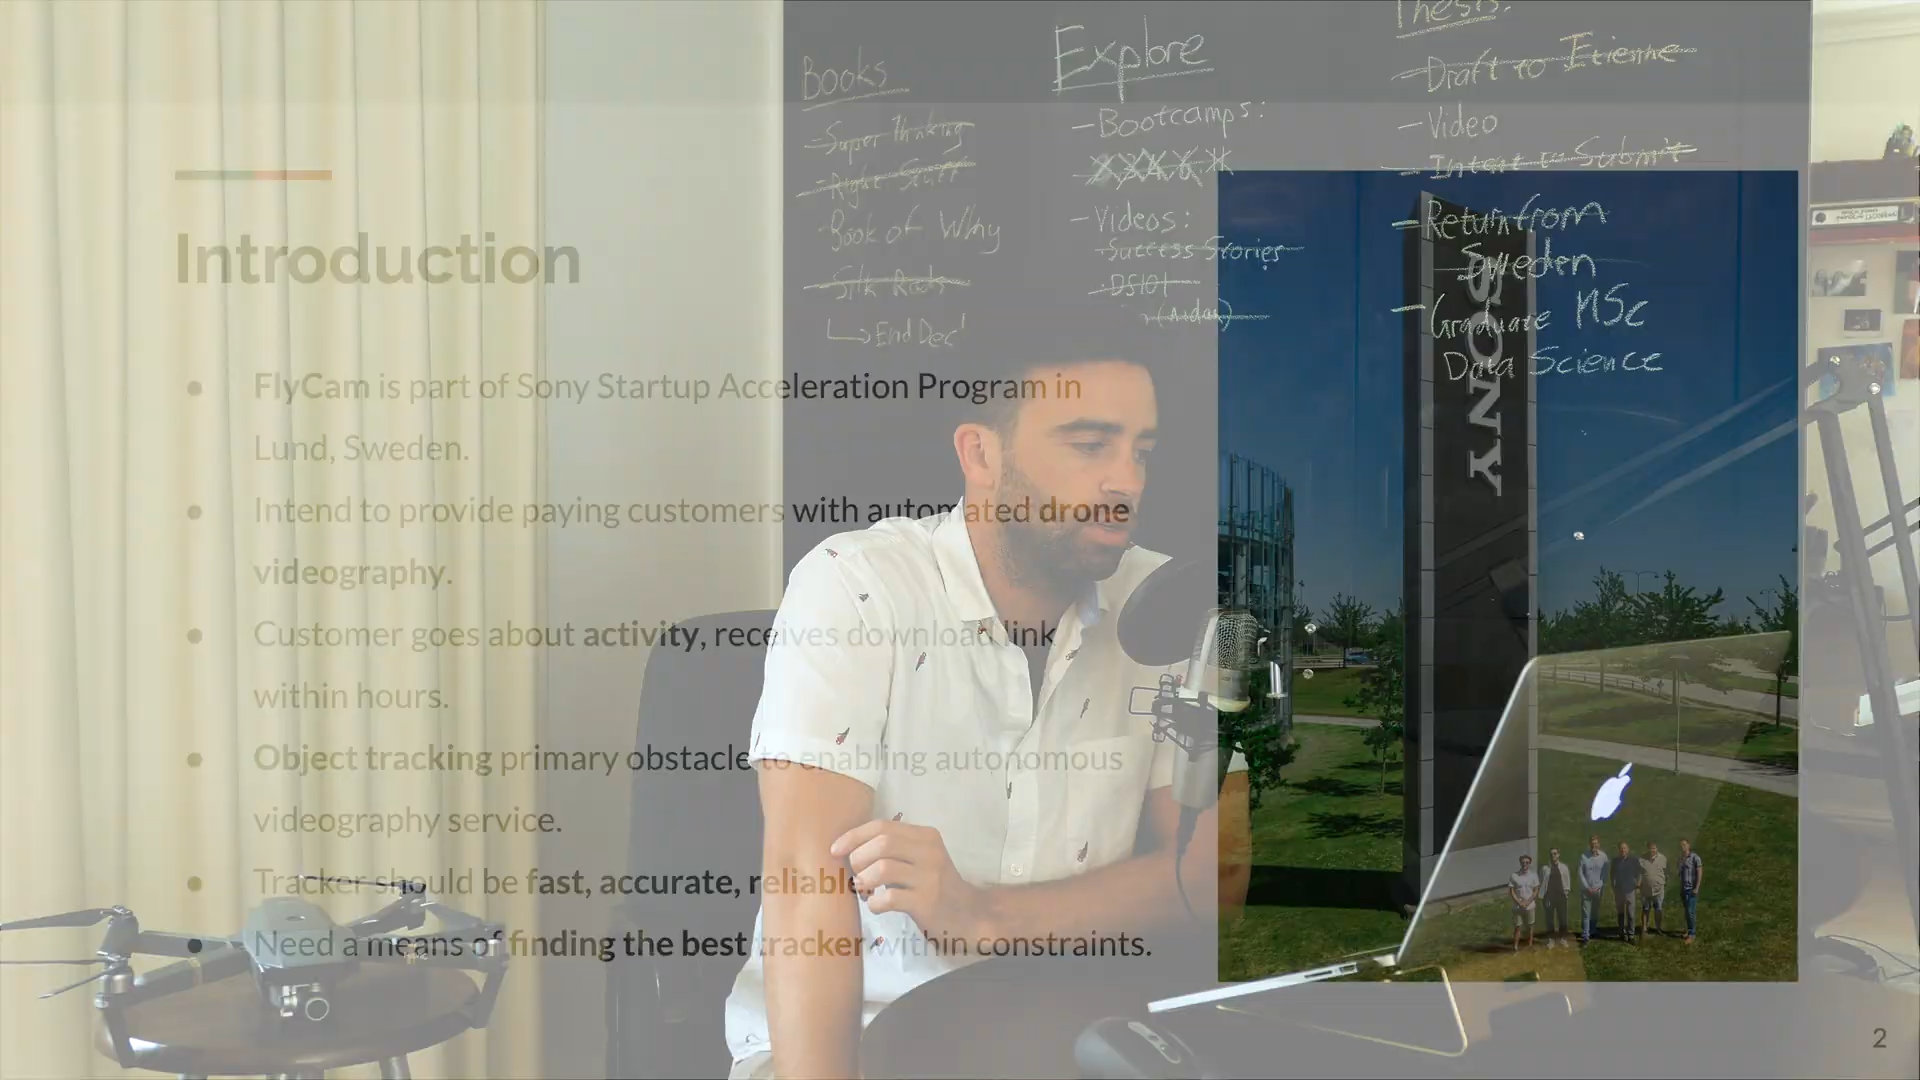 Books
-Super Thinking
-Right Stuff
-Book of Why
-Silk Roads
End Dec
Explore
-Bootcamps:
-Videos:
-Success Stories
-DS101
(Aidan)
Thesis:
-Draft to Etienne
-Video
-Intent to Submit
-Return from
Sweden
-Graduate MSc
Data Science
Introduction
● FlyCam is part of Sony Startup Acceleration Program in
Lund, Sweden.
● Intend to provide paying customers with automated drone
videography.
● Customer goes about activity, receives download link
within hours.
● Object tracking primary obstacle to enabling autonomous
videography service.
● Tracker should be fast, accurate, reliable.
● Need a means of finding the best tracker within constraints.
SONY
2